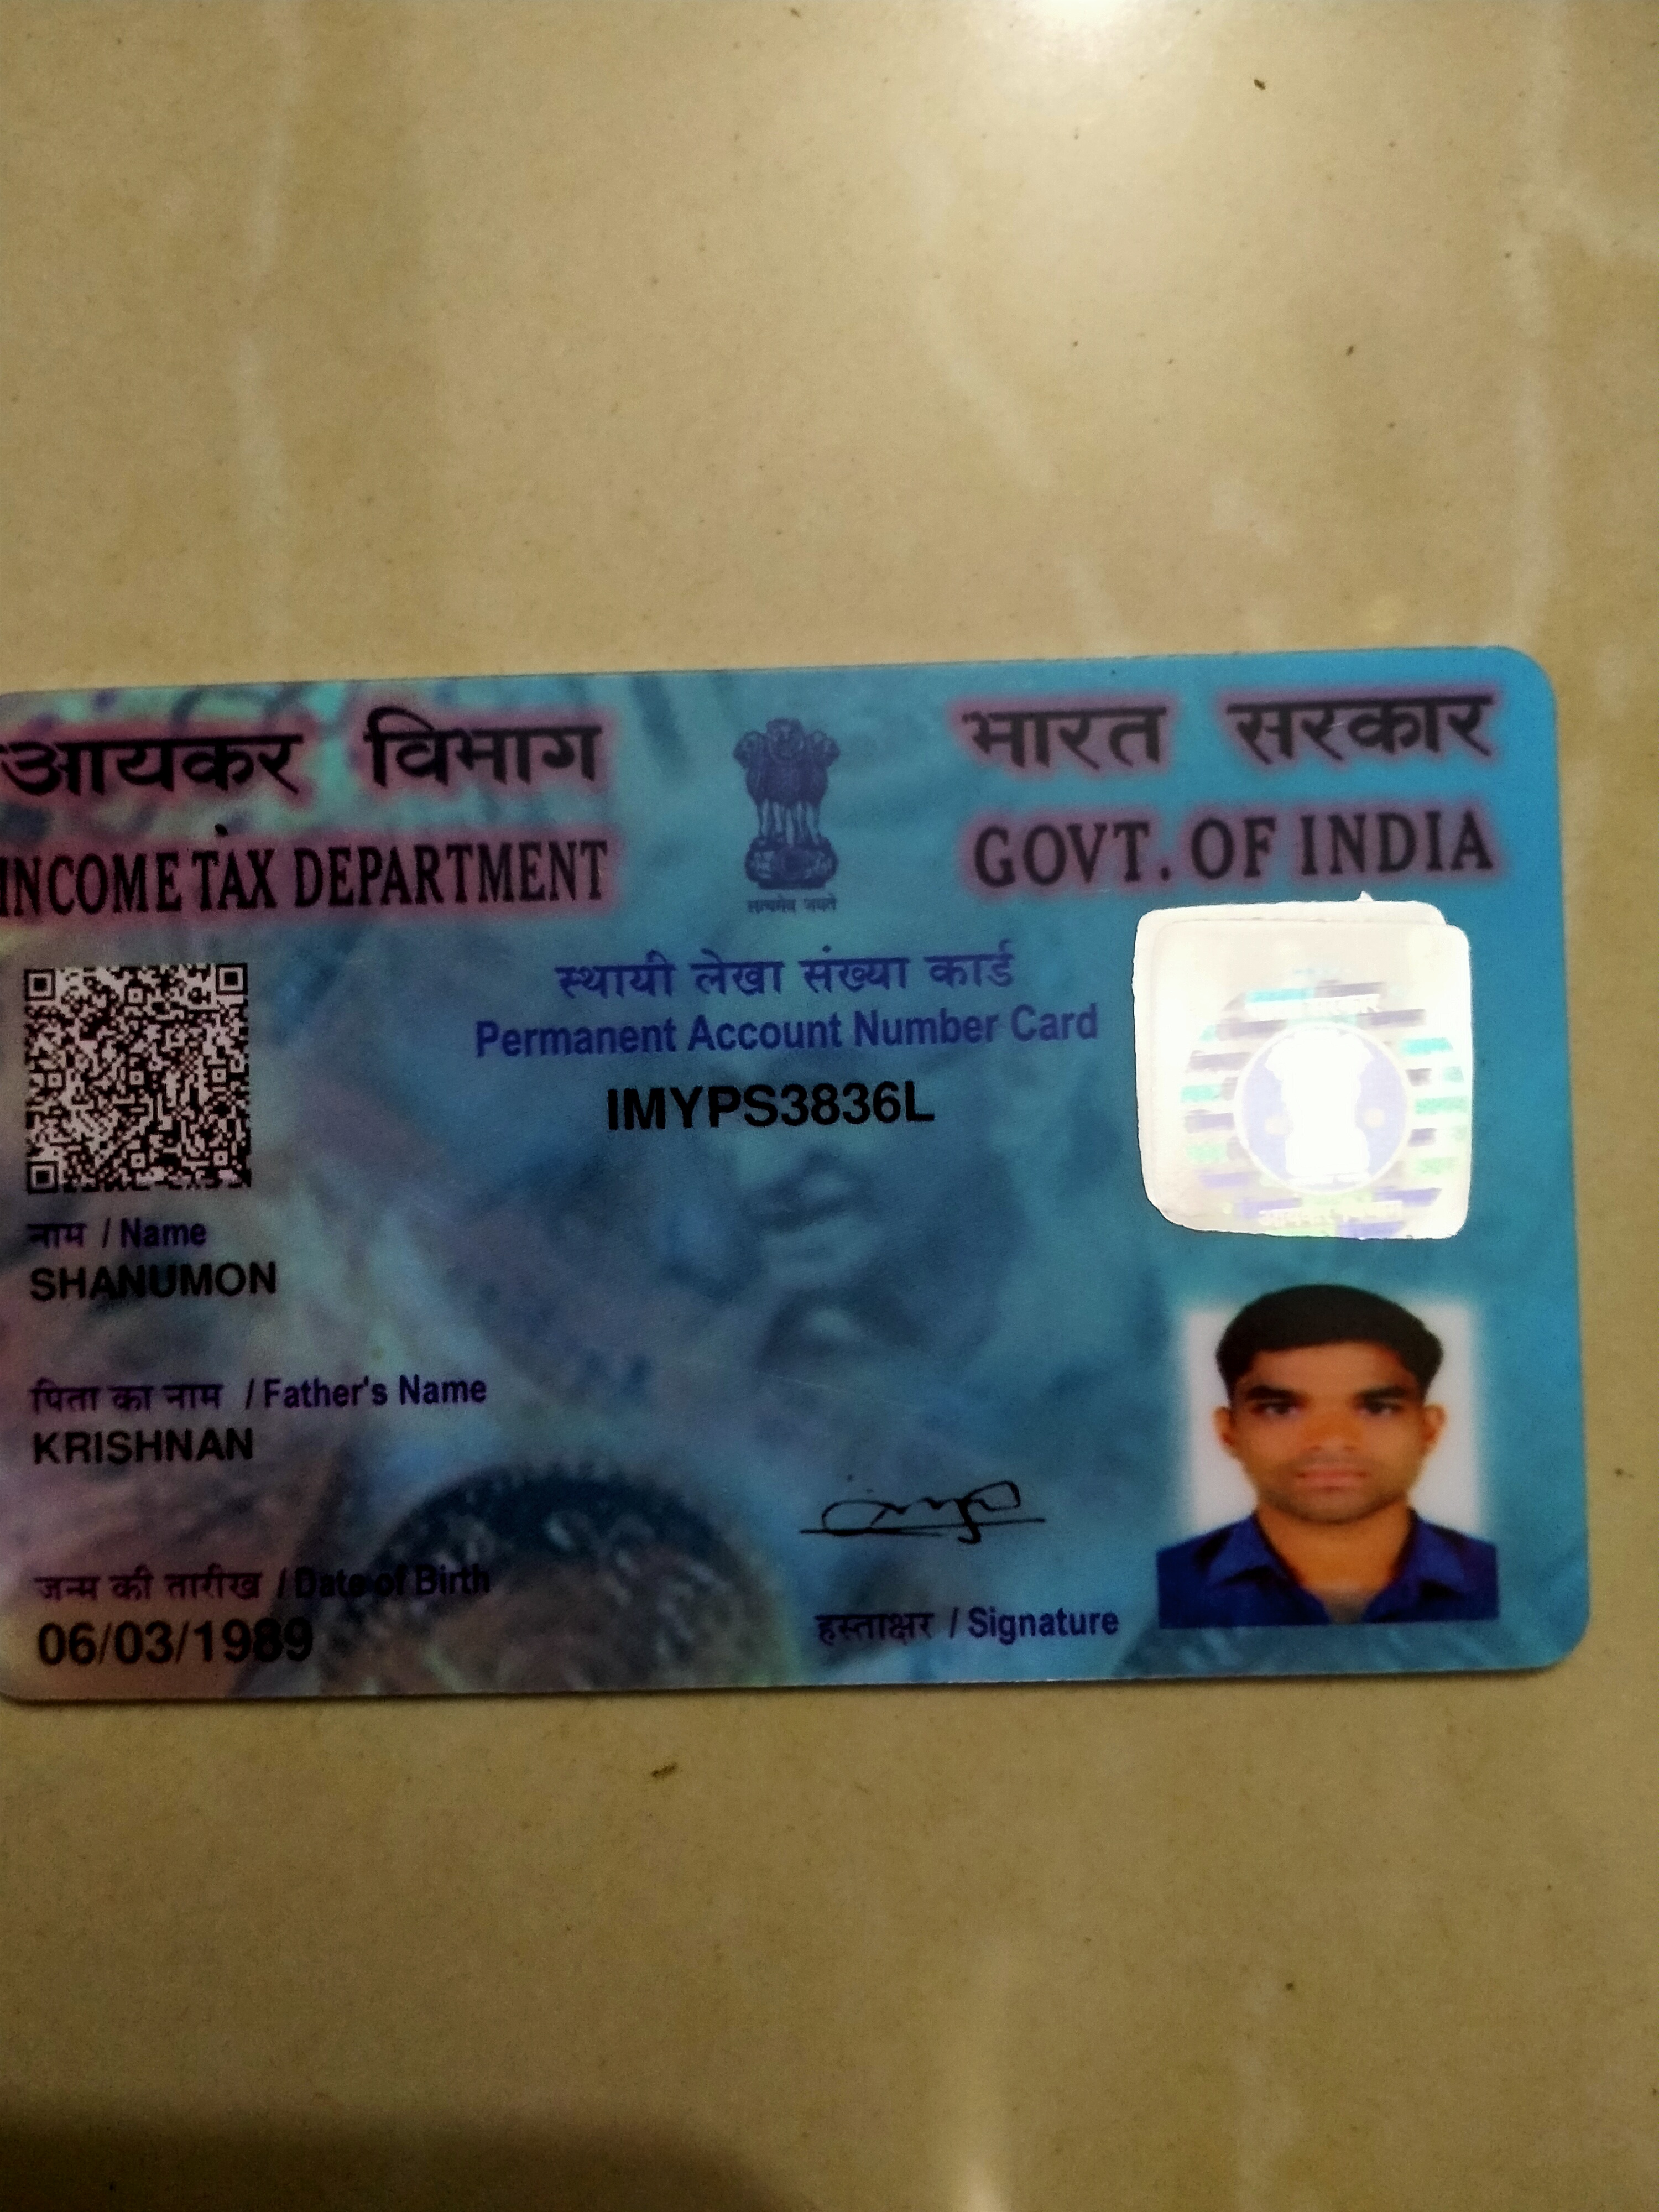 आयकर विभाग
भारत सरकार
INCOME TAX DEPARTMENT
GOVT. OF INDIA
सत्यमेव जयते
स्थायी लेखा संख्या कार्ड
Permanent Account Number Card
IMYPS3836L
नाम / Name
SHANUMON
पिता का नाम / Father's Name
KRISHNAN
जन्म की तारीख / Date of Birth
06/03/1989
हस्ताक्षर / Signature